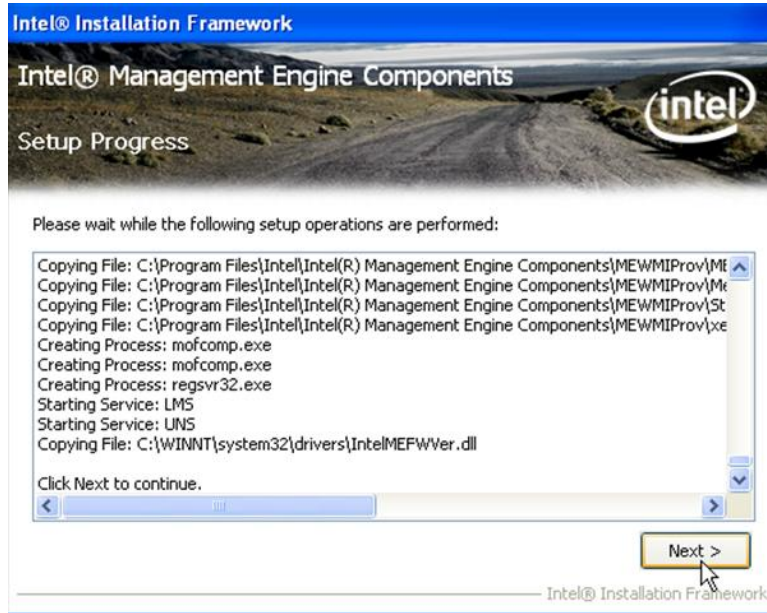 Intel® Installation Framework
Intel® Management Engine Components
intel
Setup Progress
Please wait while the following setup operations are performed:
Copying File: C:\Program Files\Intel\Intel(R) Management Engine Components\MEWMIProv\ME
Copying File: C:\Program Files\Intel\Intel(R) Management Engine Components\MEWMIProv\Me
Copying File: C:\Program Files\Intel\Intel(R) Management Engine Components\MEWMIProv\St
Copying File: C:\Program Files\Intel\Intel(R) Management Engine Components\MEWMIProv\xe
Creating Process: mofcomp.exe
Creating Process: mofcomp.exe
Creating Process: regsvr32.exe
Starting Service: LMS
Starting Service: UNS
Copying File: C:\WINNT\system32\drivers\IntelMEFWVer.dll
Click Next to continue.
Next >
Intel® Installation Framework